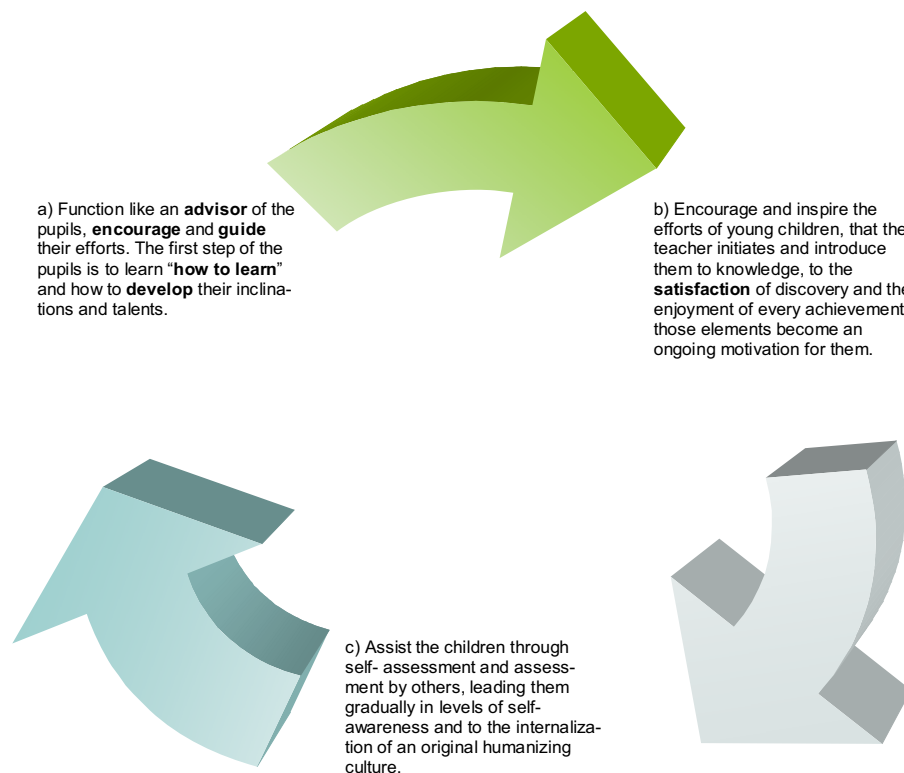 a) Function like an advisor of the
pupils, encourage and guide
their efforts. The first step of the
pupils is to learn “how to learn”
and how to develop their inclina-
tions and talents.
b) Encourage and inspire the
efforts of young children, that the
teacher initiates and introduce
them to knowledge, to the
satisfaction of discovery and the
enjoyment of every achievement
those elements become an
ongoing motivation for them.
c) Assist the children through
self- assessment and assess-
ment by others, leading them
gradually in levels of self-
awareness and to the internaliza-
tion of an original humanizing
culture.